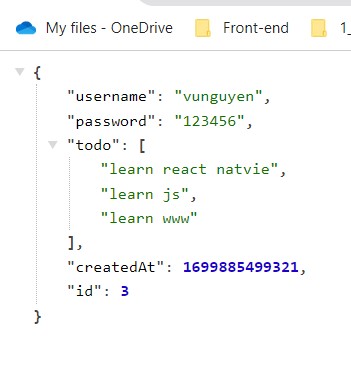 My files - OneDrive Front-end 1_
{
"username": "vunguyen",
"password": "123456",
"todo": [
"learn react natvie",
"learn js",
"learn www"
],
"createdAt": 1699885499321,
"id": 3
}